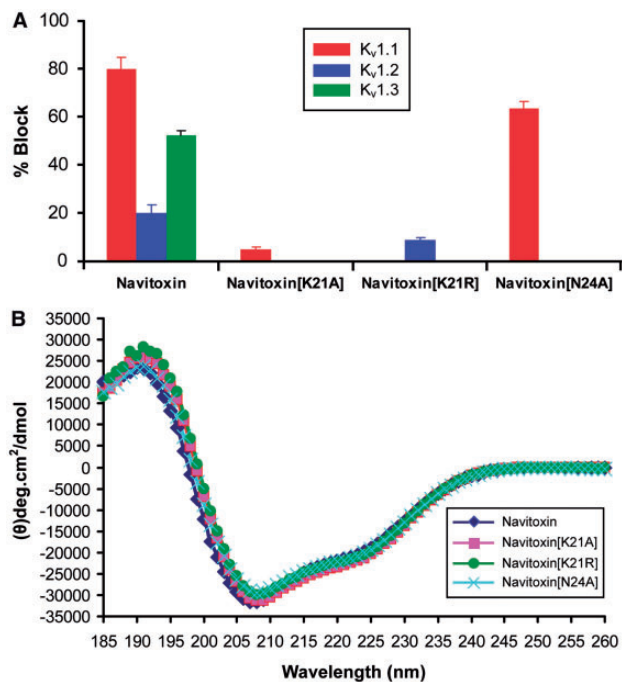 A
100
80
60
40
20
0
% Block
Kv1.1
Kv1.2
Kv1.3
Navitoxin
Navitoxin[K21A]
Navitoxin[K21R]
Navitoxin[N24A]
B
35000
30000
25000
20000
15000
10000
5000
0
-5000
-10000
-15000
-20000
-25000
-30000
-35000
(θ)deg.cm²/dmol
Navitoxin
Navitoxin[K21A]
Navitoxin[K21R]
Navitoxin[N24A]
185 190 195 200 205 210 215 220 225 230 235 240 245 250 255 260
Wavelength (nm)